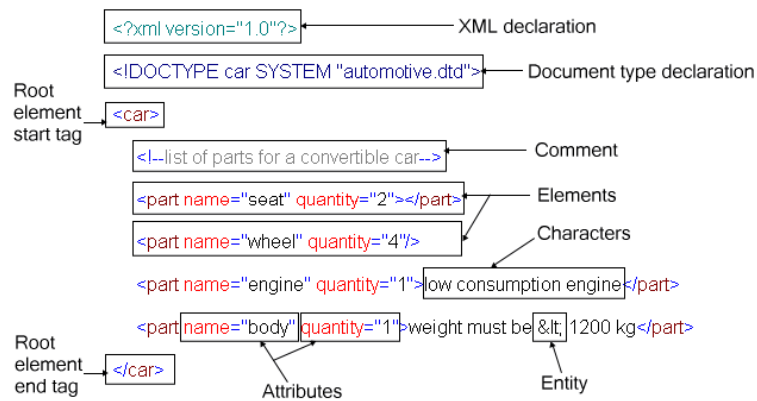 <?xml version="1.0"?>
XML declaration
<!DOCTYPE car SYSTEM "automotive.dtd">
Document type declaration
Root
element
start tag
<car>
<!--list of parts for a convertible car-->
Comment
<part name="seat" quantity="2"></part>
Elements
<part name="wheel" quantity="4"/>
Characters
<part name="engine" quantity="1">low consumption engine</part>
<part name="body" quantity="1">weight must be &lt; 1200 kg</part>
Root
element
end tag
</car>
Attributes
Entity